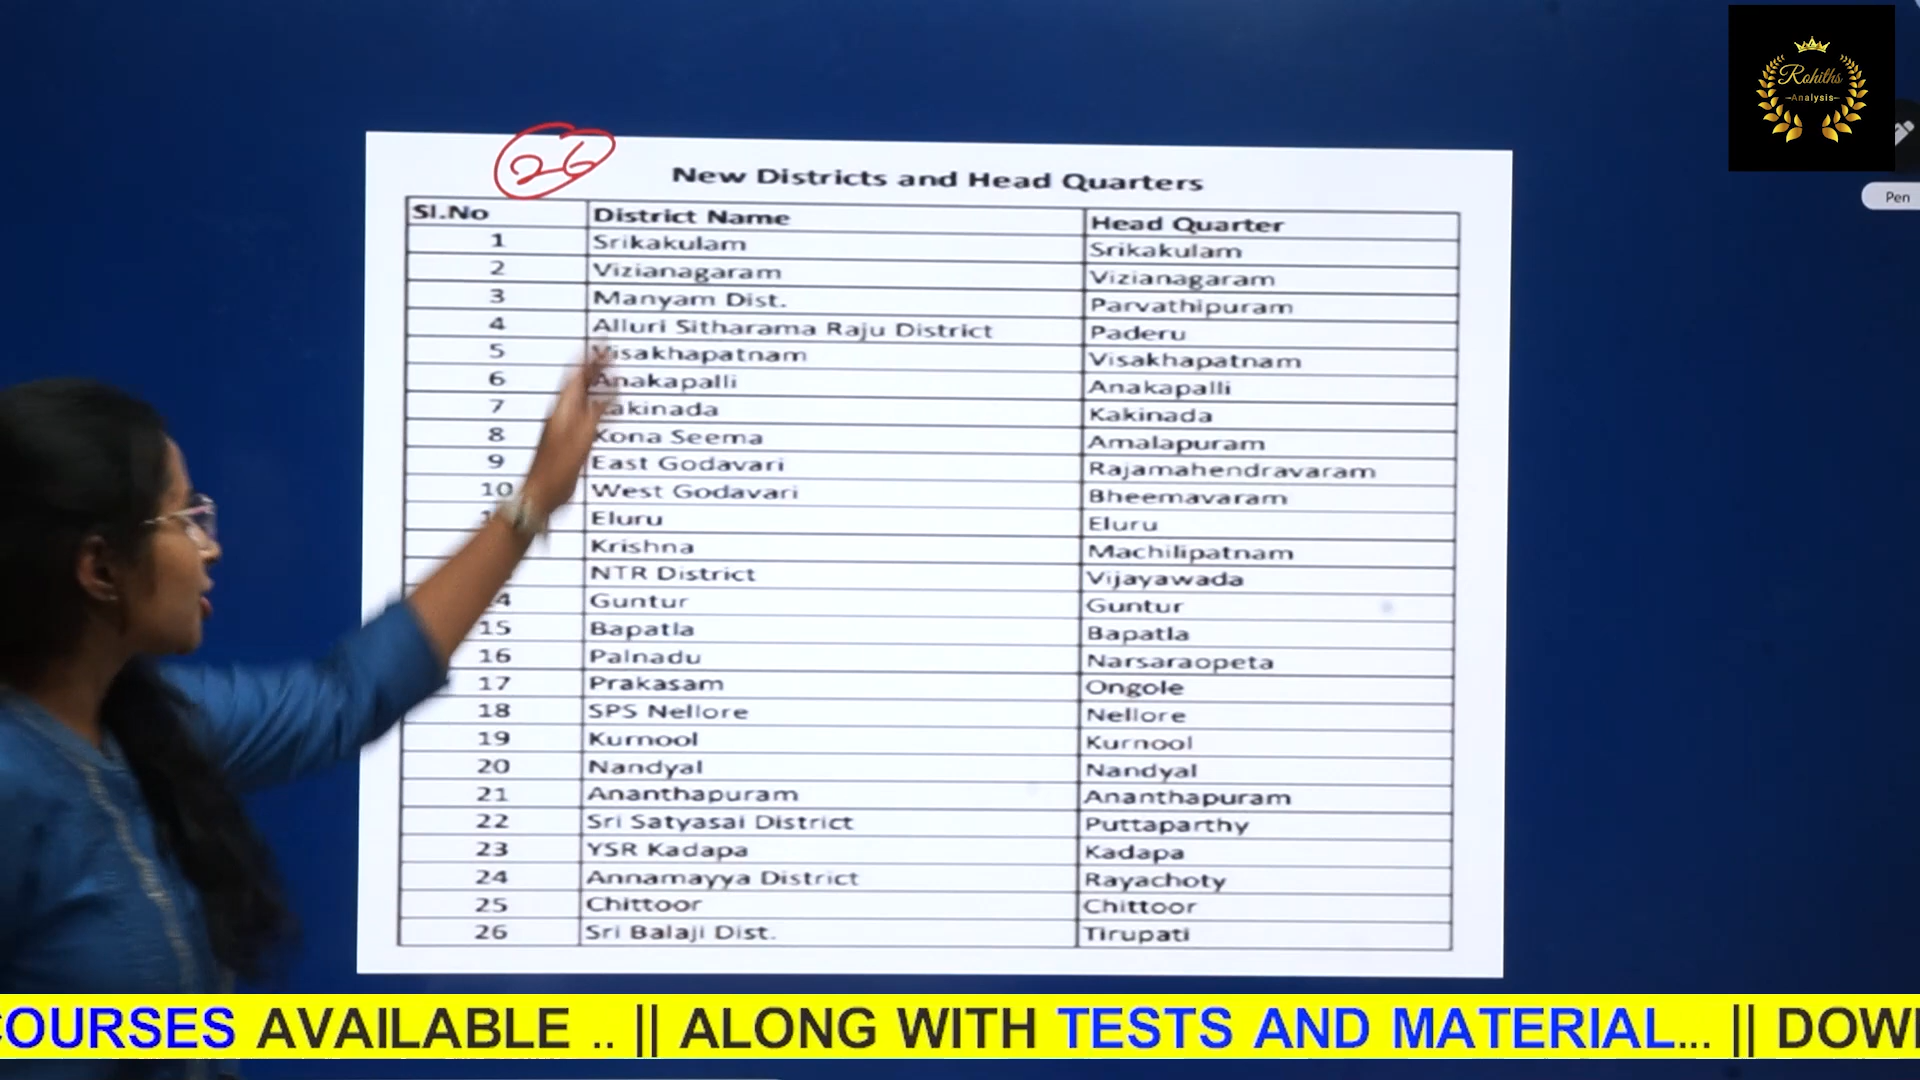 Rohiths
Analysis
Pen
26
New Districts and Head Quarters
Sl.No District Name Head Quarter
1 Srikakulam Srikakulam
2 Vizianagaram Vizianagaram
3 Manyam Dist. Parvathipuram
4 Alluri Sitharama Raju District Paderu
5 Visakhapatnam Visakhapatnam
6 Anakapalli Anakapalli
7 Kakinada Kakinada
8 Kona Seema Amalapuram
9 East Godavari Rajamahendravaram
10 West Godavari Bheemavaram
Eluru Eluru
Krishna Machilipatnam
NTR District Vijayawada
4 Guntur Guntur
15 Bapatla Bapatla
16 Palnadu Narsaraopeta
17 Prakasam Ongole
18 SPS Nellore Nellore
19 Kurnool Kurnool
20 Nandyal Nandyal
21 Ananthapuram Ananthapuram
22 Sri Satyasai District Puttaparthy
23 YSR Kadapa Kadapa
24 Annamayya District Rayachoty
25 Chittoor Chittoor
26 Sri Balaji Dist. Tirupati
COURSES AVAILABLE .. || ALONG WITH TESTS AND MATERIAL... || DOW